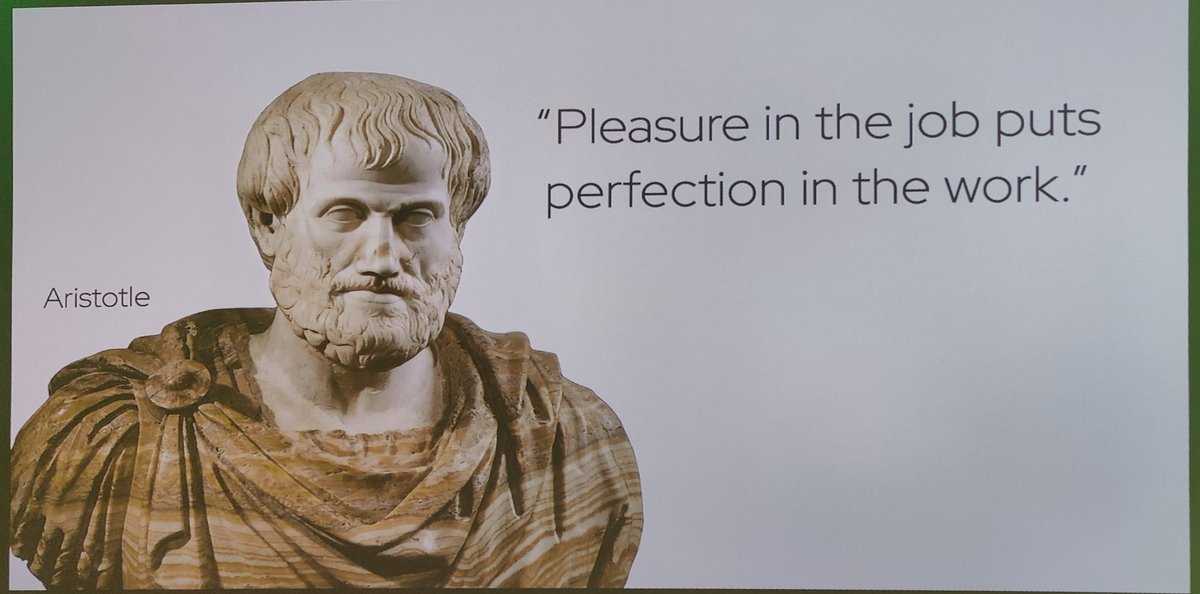 “Pleasure in the job puts
perfection in the work.”
Aristotle